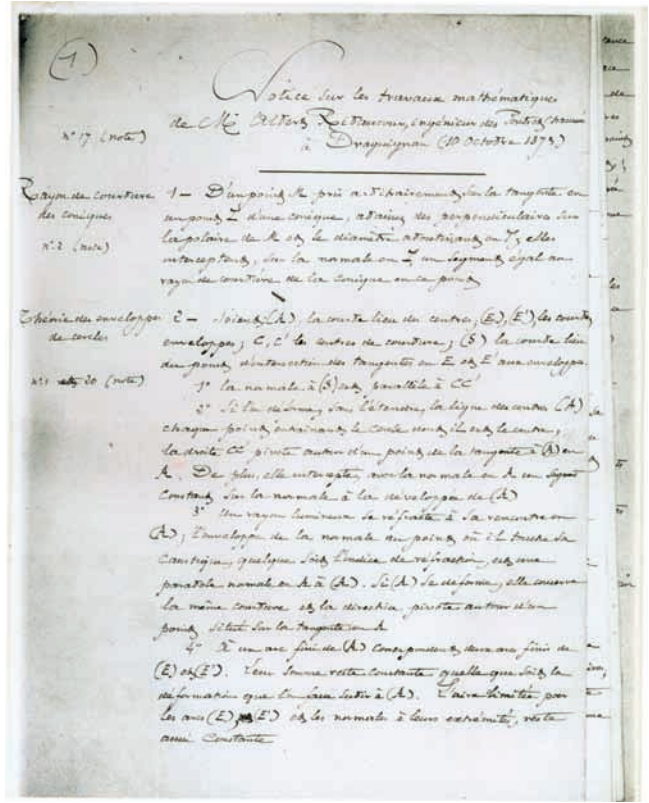 (1)
Notice sur les travaux mathématiques
de M. Albert Ribaucour, ingénieur des Ponts et Chaussées
à Draguignan (10 Octobre 1873)
n° 17 (note)
Rayon de courbure
des coniques
n° 2 (note)
1 — D'un point M pris arbitrairement sur la tangente en
un point I d'une conique, abaissez des perpendiculaires sur
la polaire de M et le diamètre aboutissant en I, elles
interceptent, sur la normale en I, un segment égal au
rayon de courbure de la conique en ce point
Théorie des enveloppes
de cercles
n° 1 20 (note)
2 — Soient (A), la courbe lieu des centres, (E), (E'), les courbes
enveloppes; C, C' les centres de courbure; (S) la courbe lieu
du point d'intersection des tangentes en E et E' aux enveloppes.
1° la normale à (S) est parallèle à CC'
2° Si l'on déforme, sans l'étendre, la ligne des centres (A)
chaque point entraînant le cercle dont il est le centre,
la droite CC' pivote autour d'un point de la tangente à (A) en
A. De plus, elle intercepte, avec la normale en A un segment
constant sur la normale à la développée de (A)
3° Un rayon lumineux se réfracte à sa rencontre en
(A); l'enveloppe de la normale au point où il touche sa
caustique, quelque soit l'indice de réfraction, est une
parabole normale en A à (A). Si (A) se déforme, elle conserve
la même courbure et la direction pivote autour d'un
point situé sur la tangente en A
4° À un arc fini de (A) correspondent deux arcs finis de
(E) et (E'). Leur somme reste constante quelle que soit la
déformation que l'on fasse subir à (A). L'aire limitée par
les arcs (E), (E') et les normales à leurs extrémités, reste
aussi constante